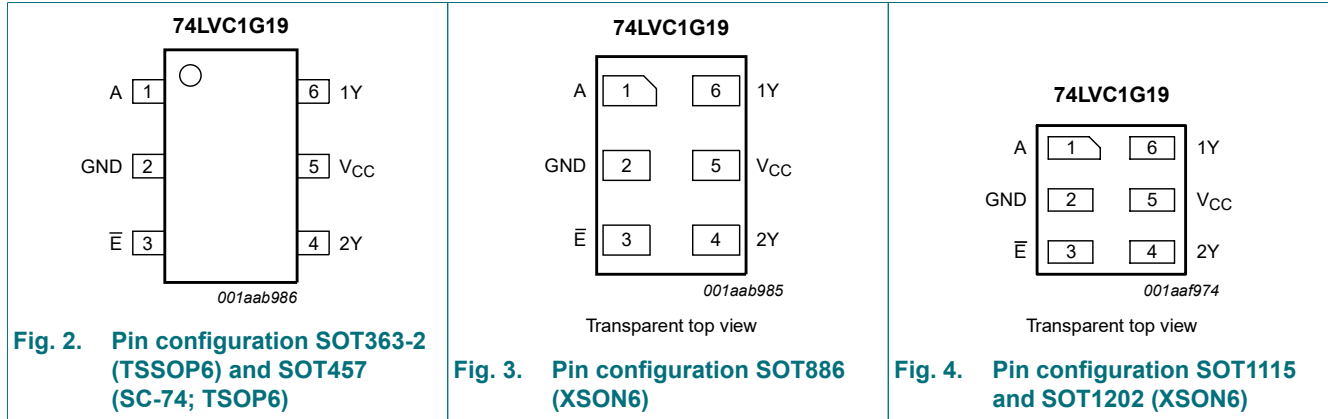 74LVC1G19
A 1 6 1Y
GND 2 5 VCC
E̅ 3 4 2Y
001aab986
Fig. 2. Pin configuration SOT363-2
(TSSOP6) and SOT457
(SC-74; TSOP6)
74LVC1G19
A 1 6 1Y
GND 2 5 VCC
E̅ 3 4 2Y
001aab985
Transparent top view
Fig. 3. Pin configuration SOT886
(XSON6)
74LVC1G19
A 1 6 1Y
GND 2 5 VCC
E̅ 3 4 2Y
001aaf974
Transparent top view
Fig. 4. Pin configuration SOT1115
and SOT1202 (XSON6)